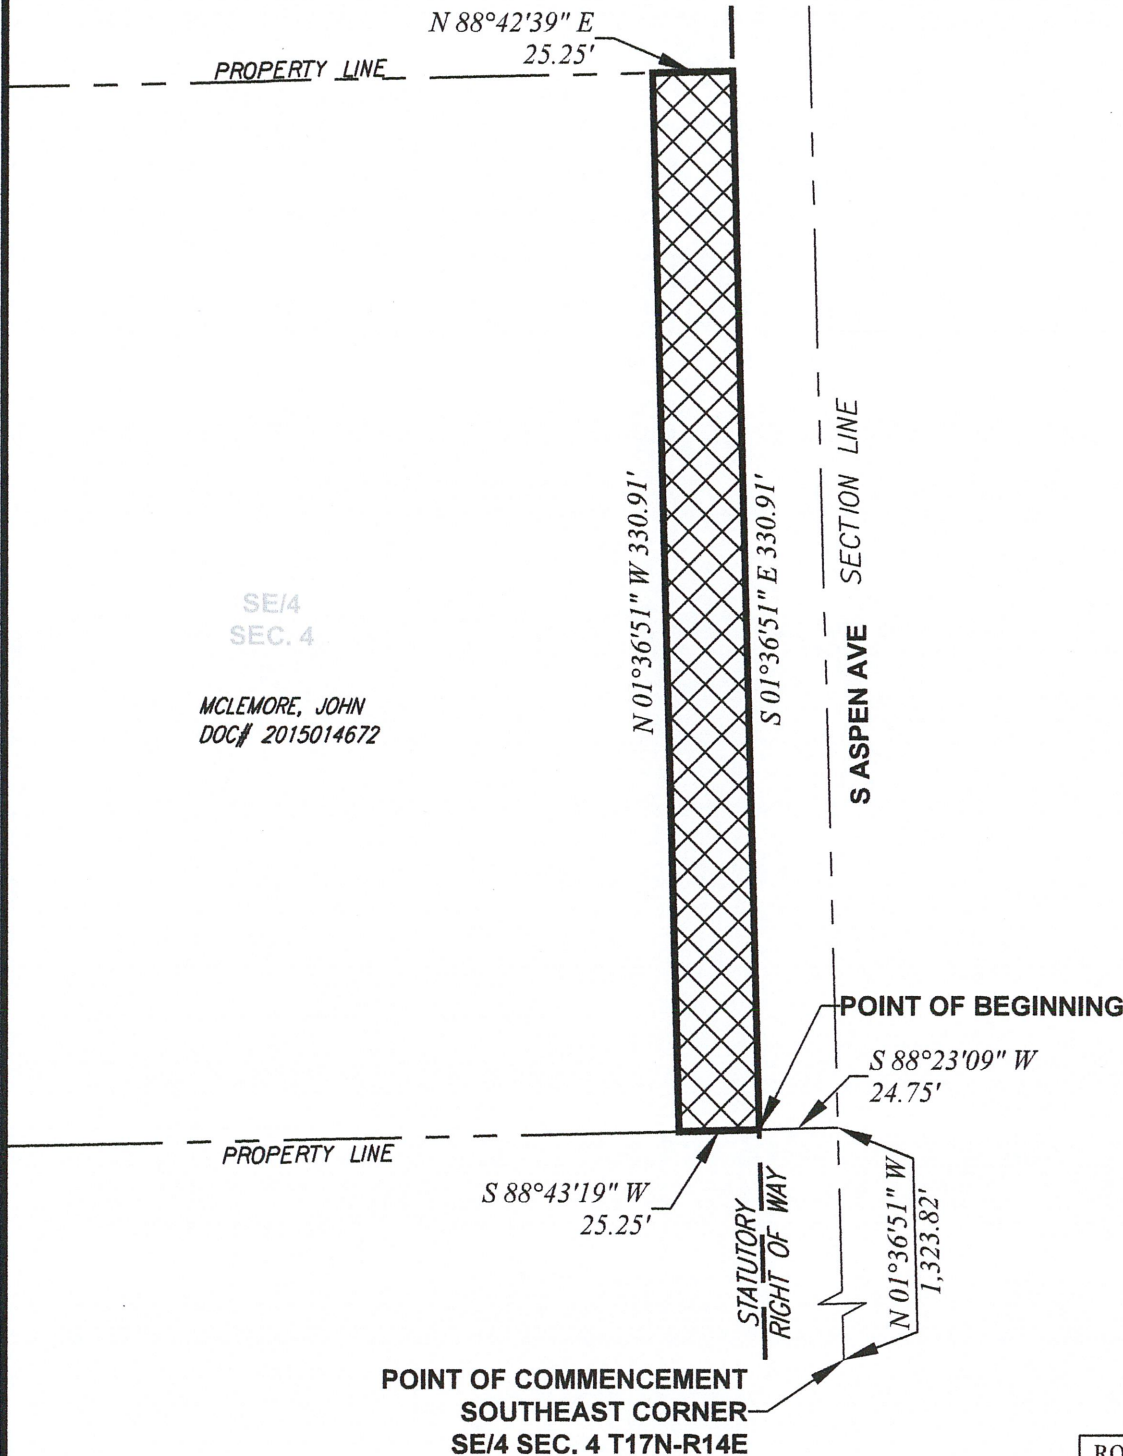 N 88°42'39" E
25.25'
PROPERTY LINE
N 01°36'51" W 330.91'
S 01°36'51" E 330.91'
SECTION LINE
S ASPEN AVE
SE/4
SEC. 4
MCLEMORE, JOHN
DOC# 2015014672
POINT OF BEGINNING
S 88°23'09" W
24.75'
PROPERTY LINE
S 88°43'19" W
25.25'
STATUTORY
RIGHT OF WAY
N 01°36'51" W
1,323.82'
POINT OF COMMENCEMENT
SOUTHEAST CORNER
SE/4 SEC. 4 T17N-R14E